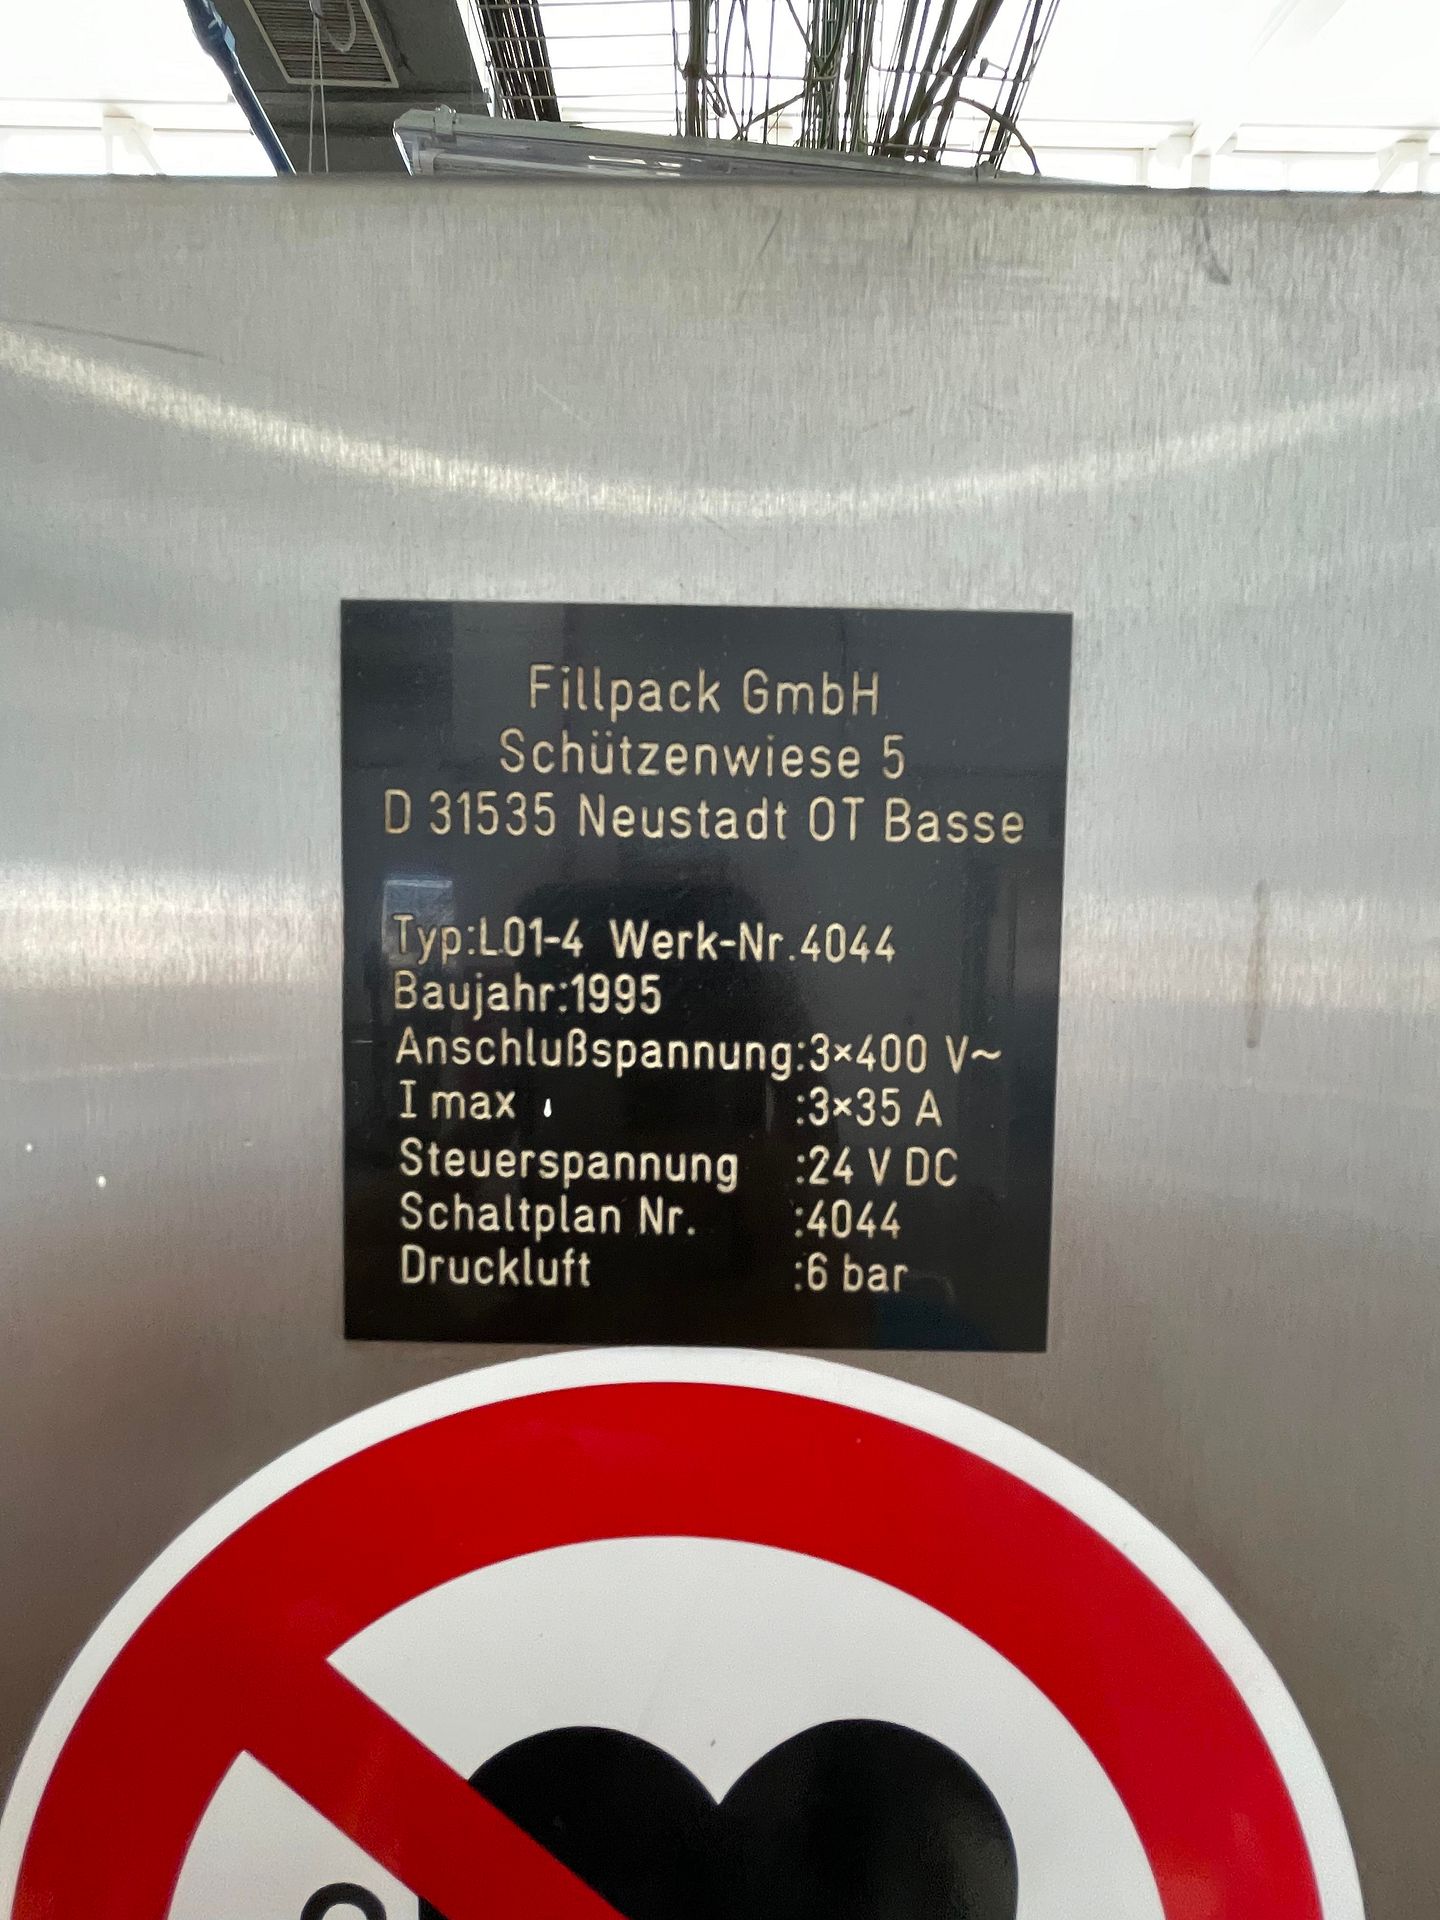 Fillpack GmbH
Schützenwiese 5
D 31535 Neustadt OT Basse
Typ:L01-4 Werk-Nr.4044
Baujahr:1995
Anschlußspannung:3×400 V~
I max :3×35 A
Steuerspannung :24 V DC
Schaltplan Nr. :4044
Druckluft :6 bar